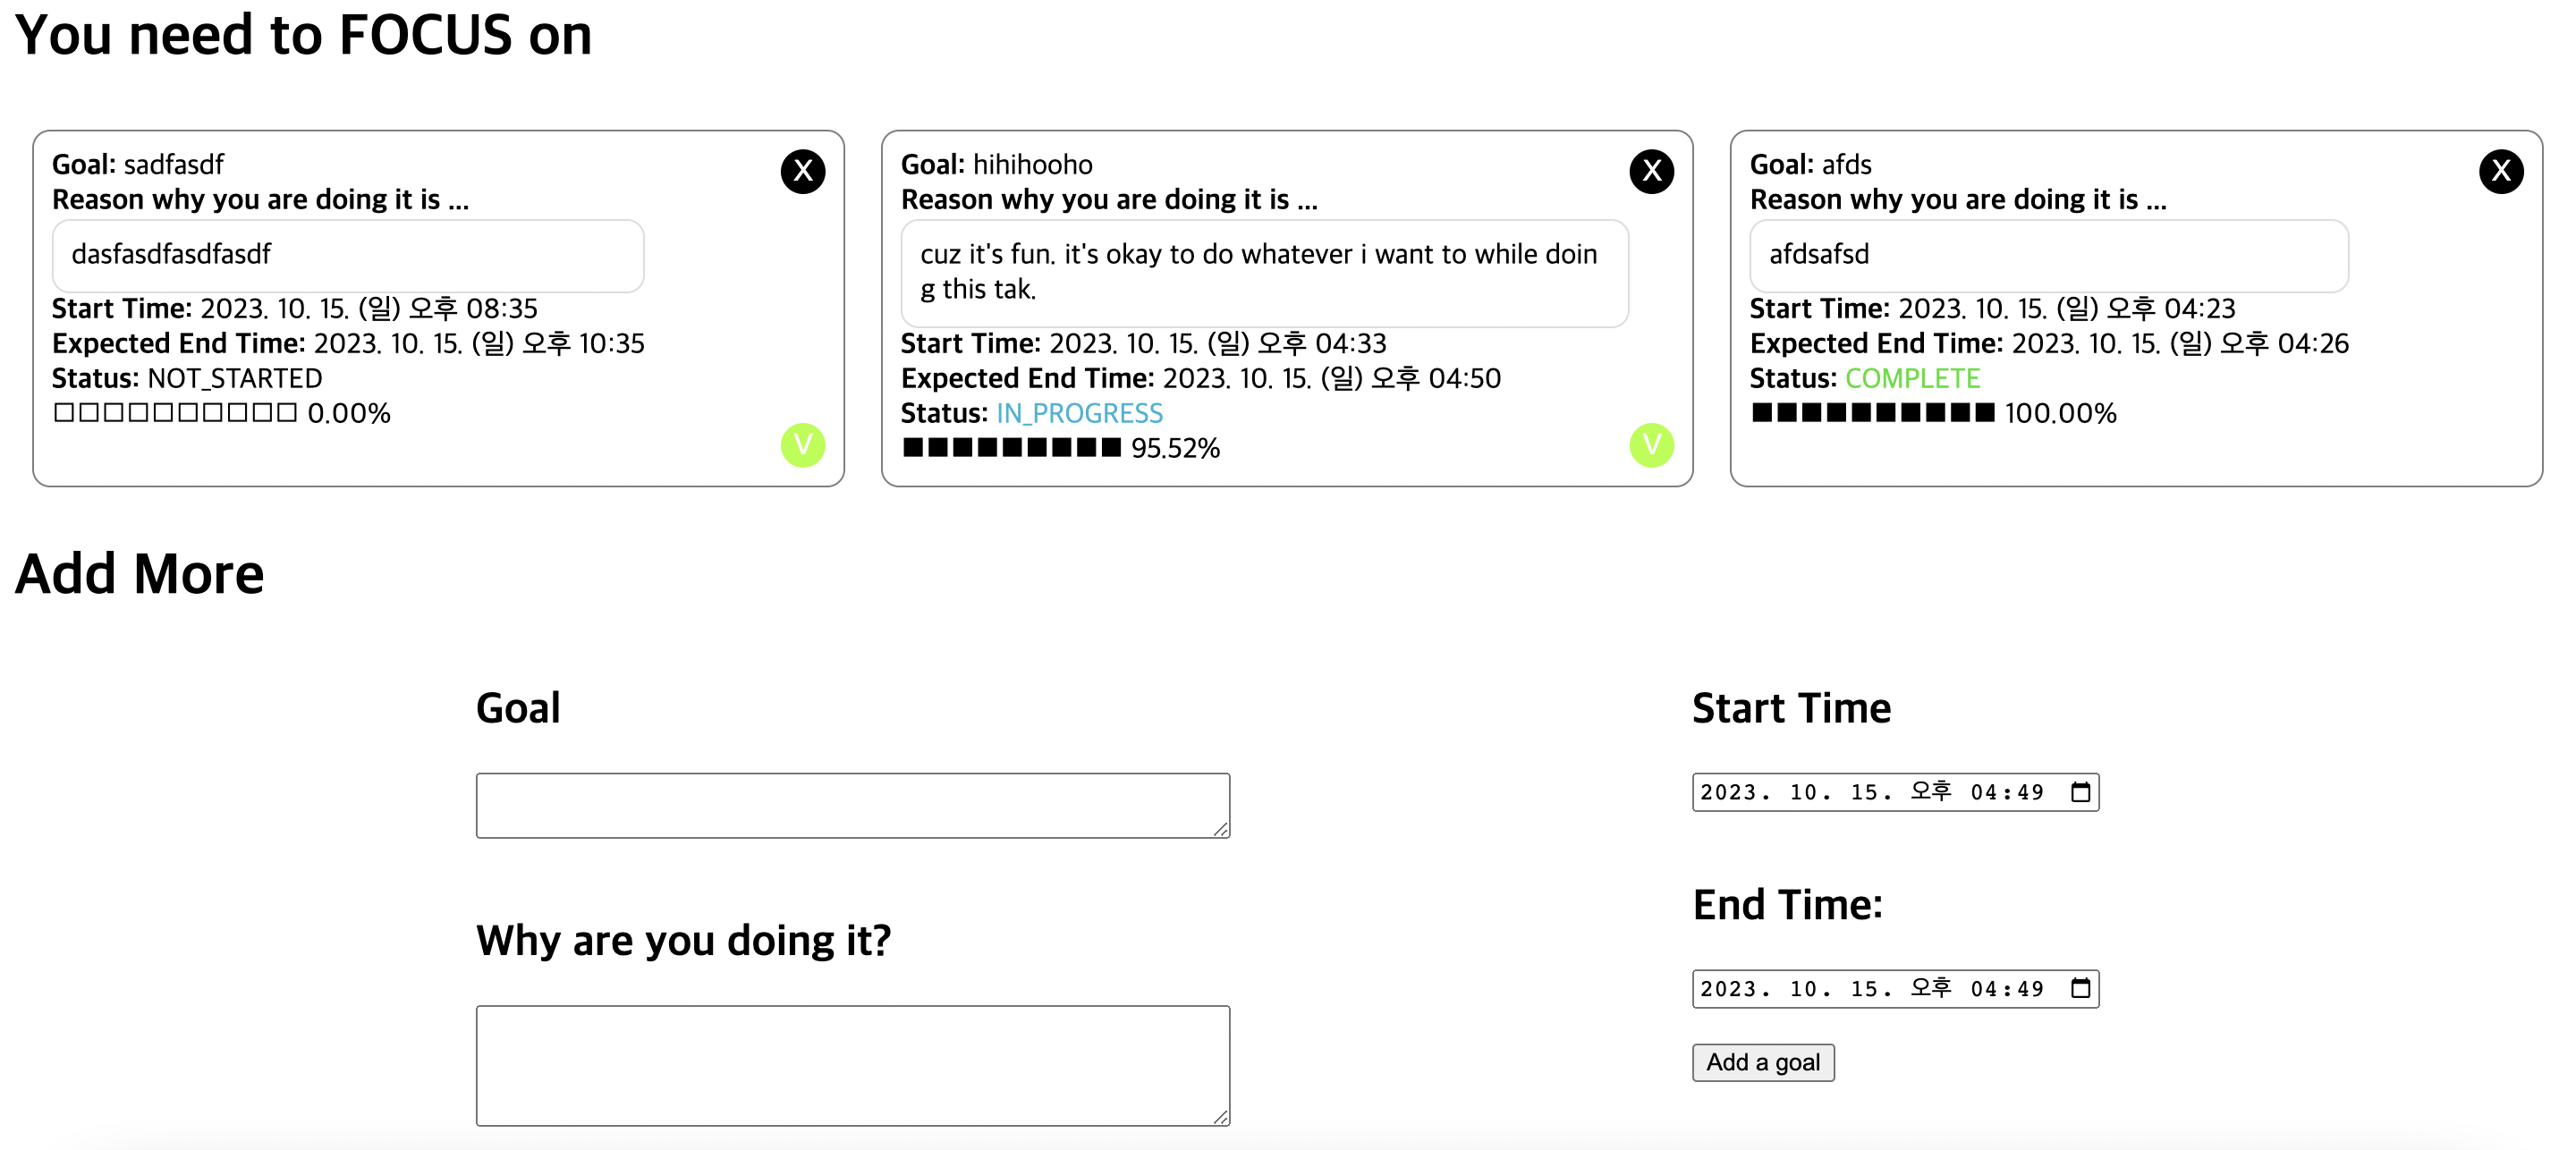 You need to FOCUS on
Goal: sadfasdf
X
Reason why you are doing it is ...
dasfasdfasdfasdf
Start Time: 2023. 10. 15. (일) 오후 08:35
Expected End Time: 2023. 10. 15. (일) 오후 10:35
Status: NOT_STARTED
□□□□□□□□□□ 0.00%
V
Goal: hihihooho
X
Reason why you are doing it is ...
cuz it's fun. it's okay to do whatever i want to while doin
g this tak.
Start Time: 2023. 10. 15. (일) 오후 04:33
Expected End Time: 2023. 10. 15. (일) 오후 04:50
Status: IN_PROGRESS
■■■■■■■■■ 95.52%
V
Goal: afds
X
Reason why you are doing it is ...
afdsafsd
Start Time: 2023. 10. 15. (일) 오후 04:23
Expected End Time: 2023. 10. 15. (일) 오후 04:26
Status: COMPLETE
■■■■■■■■■■ 100.00%
Add More
Goal
Why are you doing it?
Start Time
2023. 10. 15. 오후 04:49
End Time:
2023. 10. 15. 오후 04:49
Add a goal